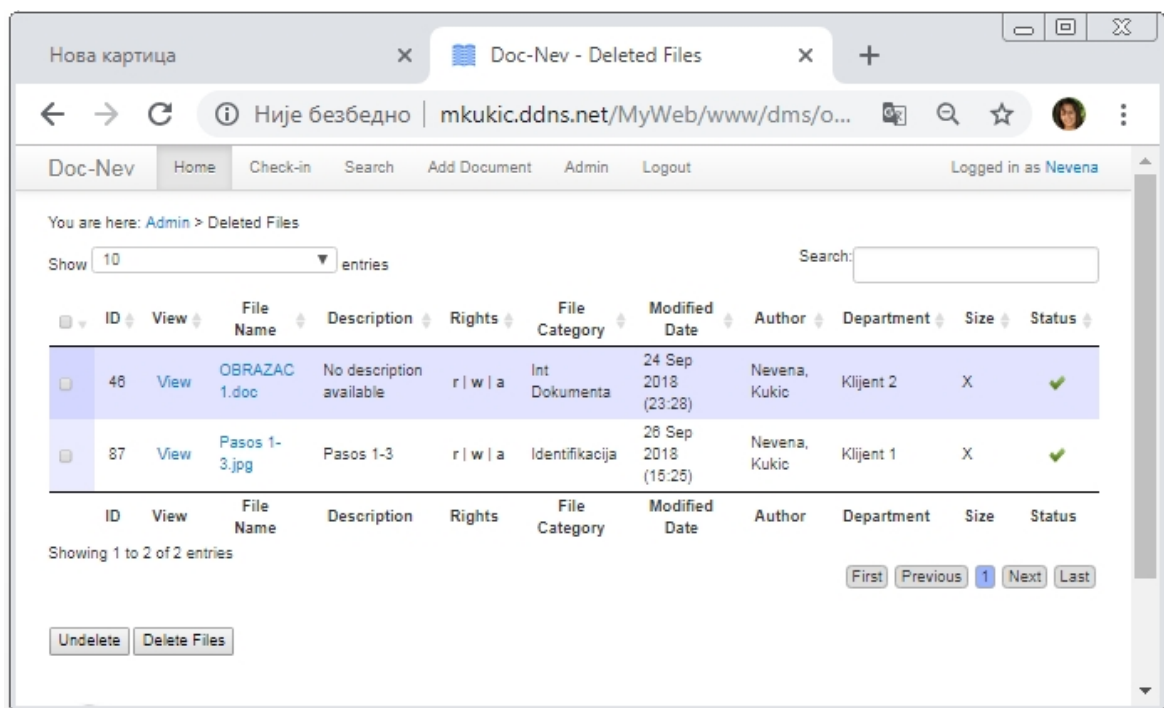 Нова картица
Doc-Nev - Deleted Files
Није безбедно | mkukic.ddns.net/MyWeb/www/dms/o...
Doc-Nev Home Check-in Search Add Document Admin Logout Logged in as Nevena
You are here: Admin > Deleted Files
Show 10 entries Search:
ID View File Name Description Rights File Category Modified Date Author Department Size Status
46 View OBRAZAC 1.doc No description available r | w | a Int Dokumenta 24 Sep 2018 (23:28) Nevena, Kukic Klijent 2 X
87 View Pasos 1-3.jpg Pasos 1-3 r | w | a Identifikacija 26 Sep 2018 (15:25) Nevena, Kukic Klijent 1 X
ID View File Name Description Rights File Category Modified Date Author Department Size Status
Showing 1 to 2 of 2 entries
First Previous 1 Next Last
Undelete Delete Files